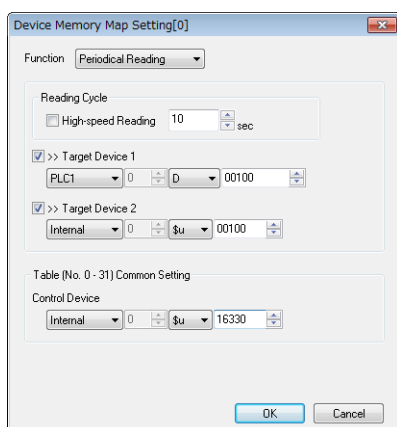 Device Memory Map Setting[0]
Function Periodical Reading
Reading Cycle
High-speed Reading 10 sec
>> Target Device 1
PLC1 0 D 00100
>> Target Device 2
Internal 0 $u 00100
Table (No. 0 - 31) Common Setting
Control Device
Internal 0 $u 16330
OK Cancel